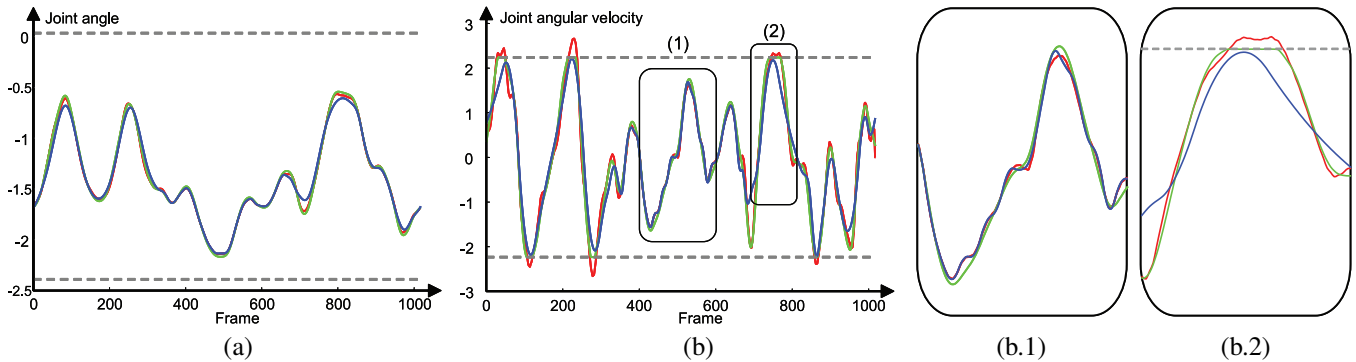 Joint angle
0
-0.5
-1
-1.5
-2
-2.5
0 200 400 600 800 1000
Frame
(a)
Joint angular velocity
3
2
1
0
-1
-2
-3
(1)
(2)
0 200 400 600 800 1000
Frame
(b)
(b.1)
(b.2)